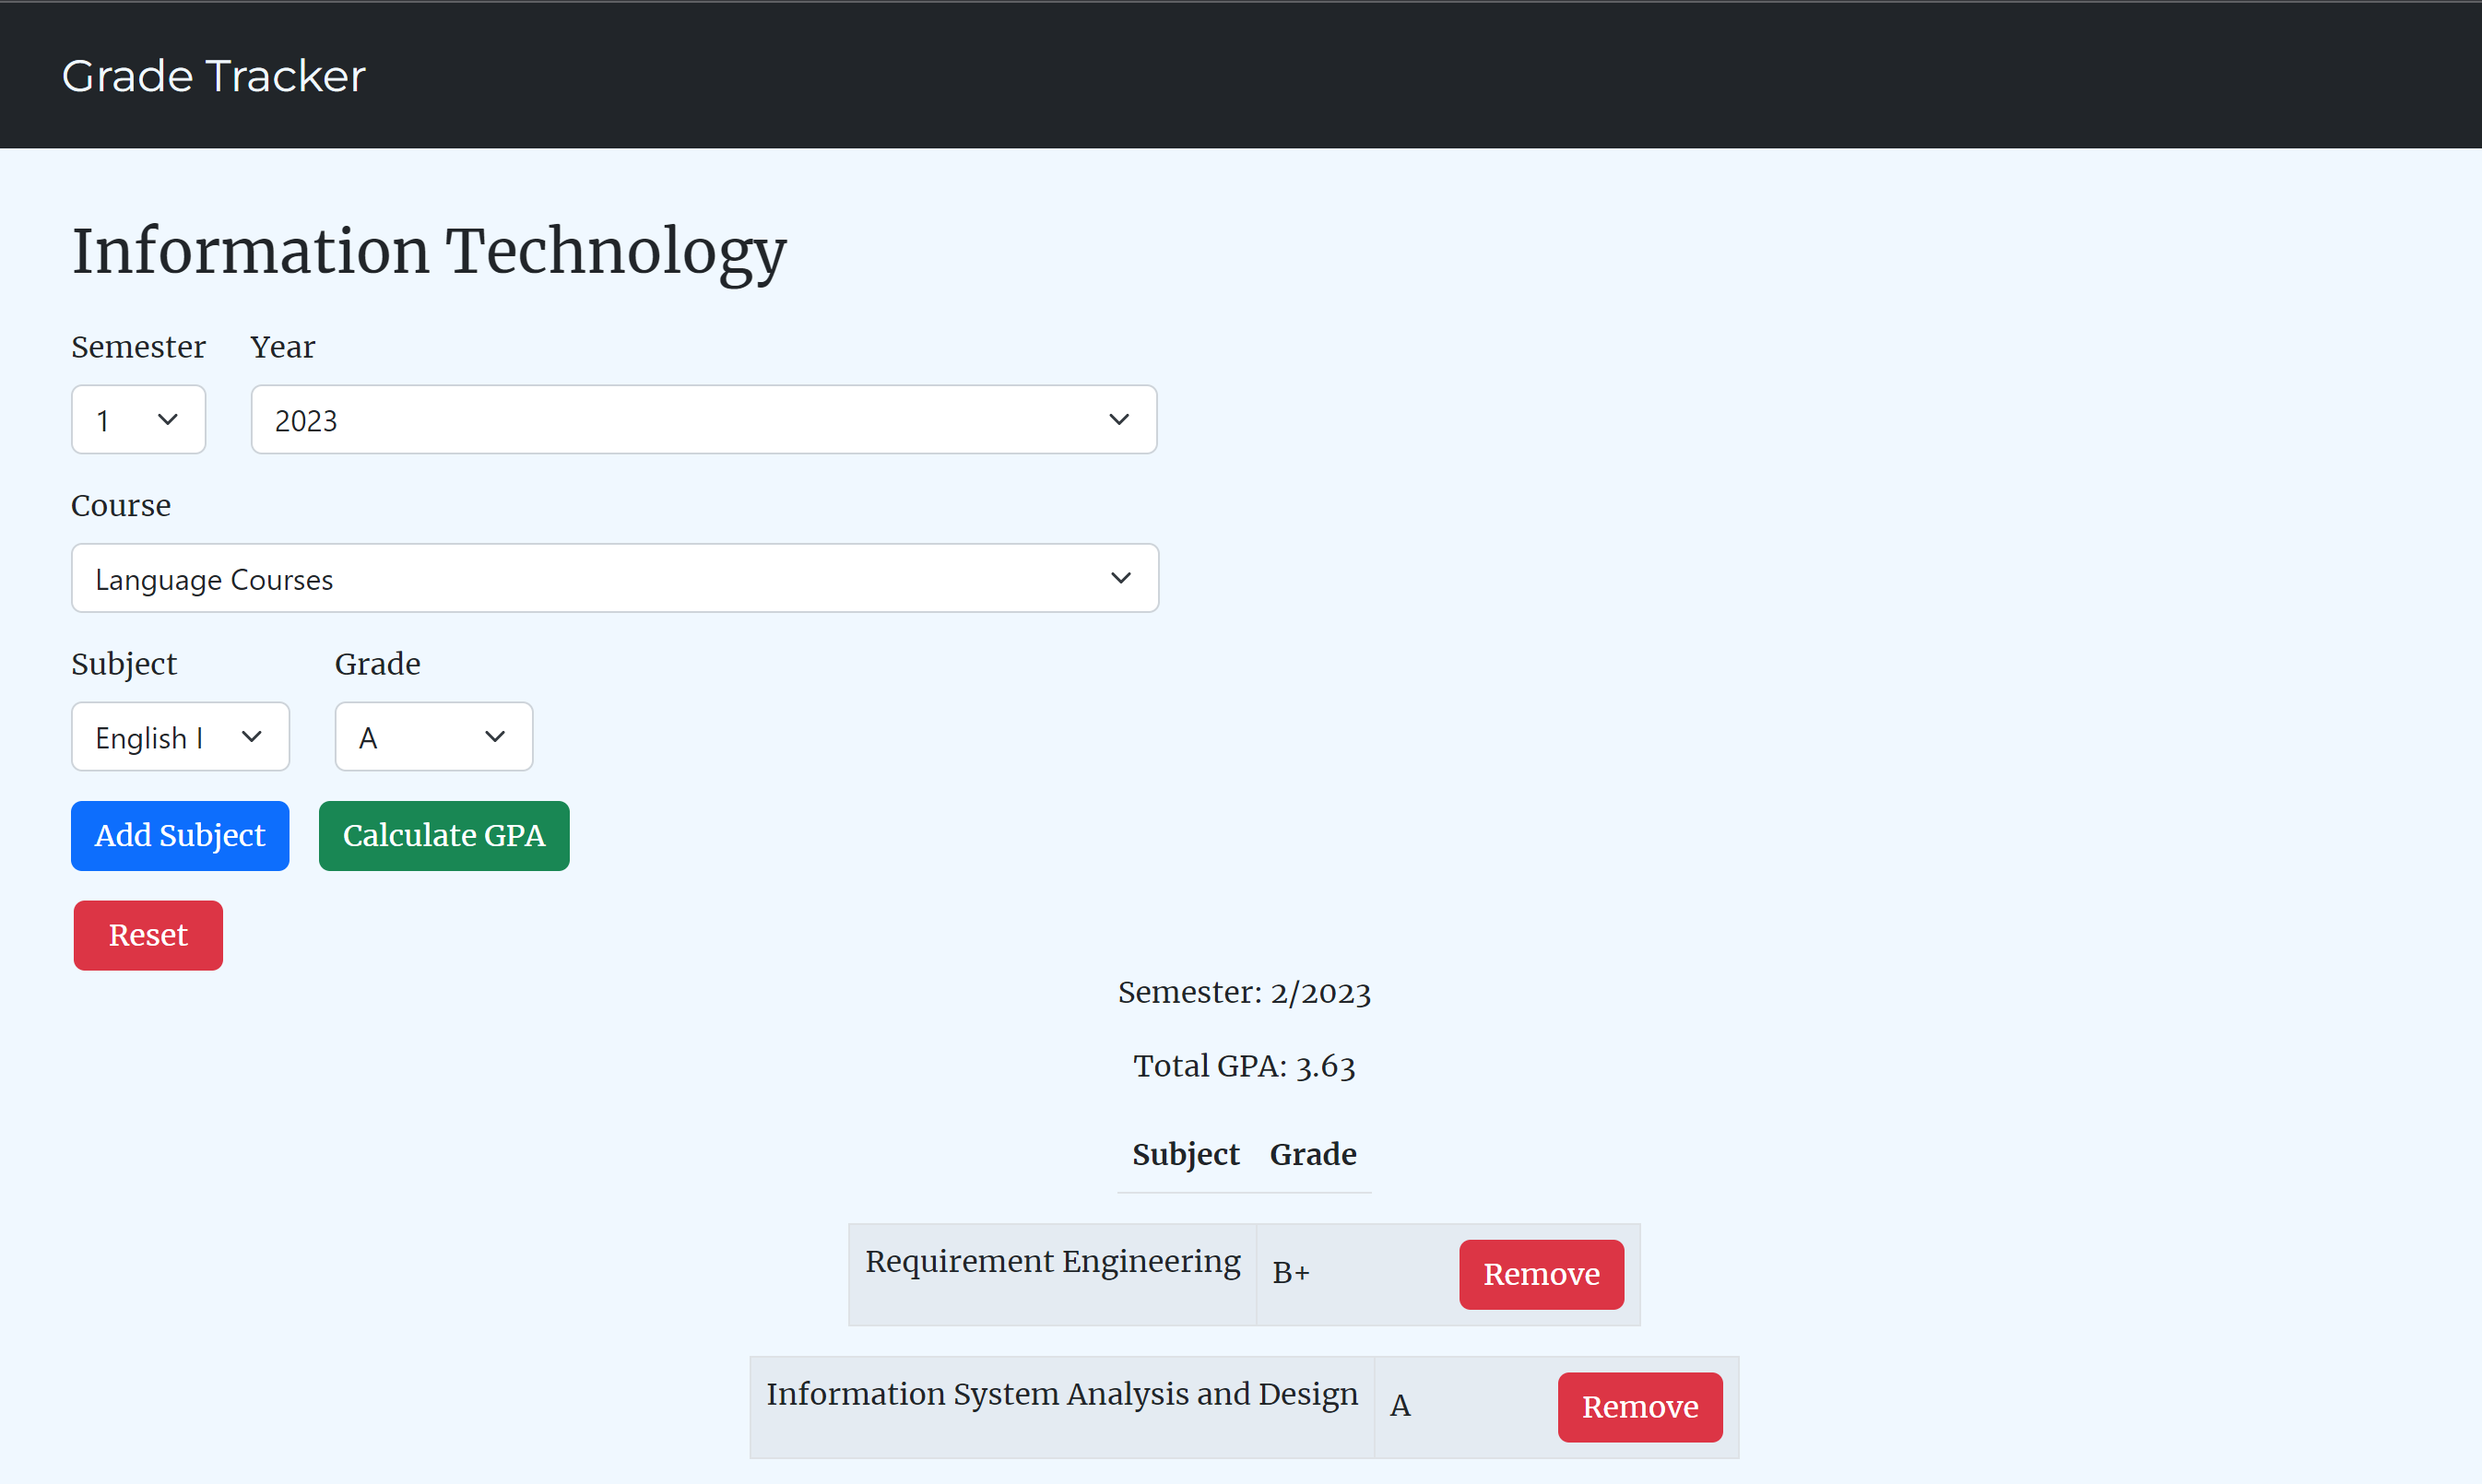 Grade Tracker
Information Technology
Semester Year
1 2023
Course
Language Courses
Subject Grade
English I A
Add Subject Calculate GPA
Reset
Semester: 2/2023
Total GPA: 3.63
Subject Grade
Requirement Engineering B+ Remove
Information System Analysis and Design A Remove